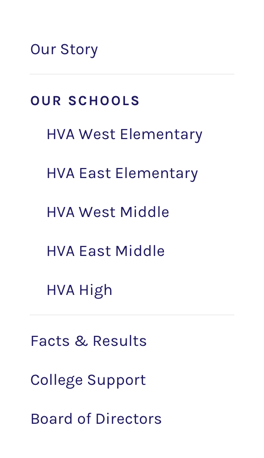 Our Story
OUR SCHOOLS
HVA West Elementary
HVA East Elementary
HVA West Middle
HVA East Middle
HVA High
Facts & Results
College Support
Board of Directors